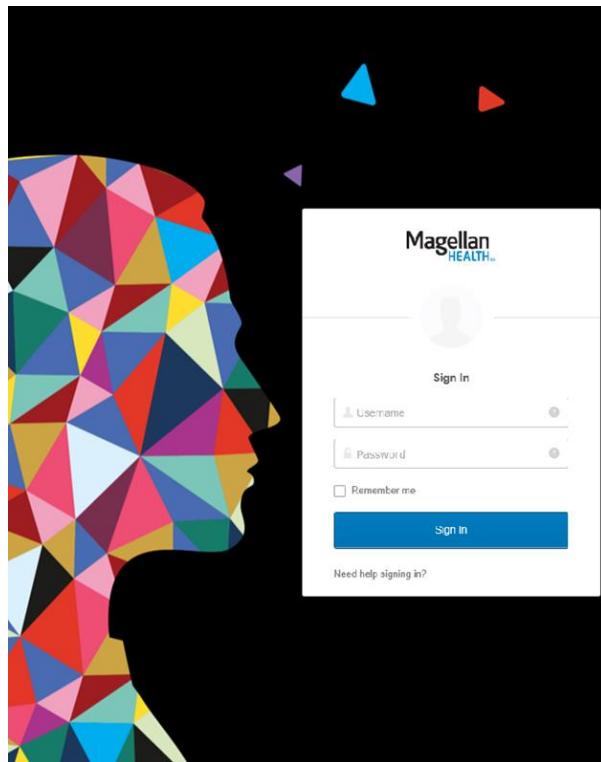 Magellan
HEALTH
Sign In
Username
Password
Remember me
Sign In
Need help signing in?